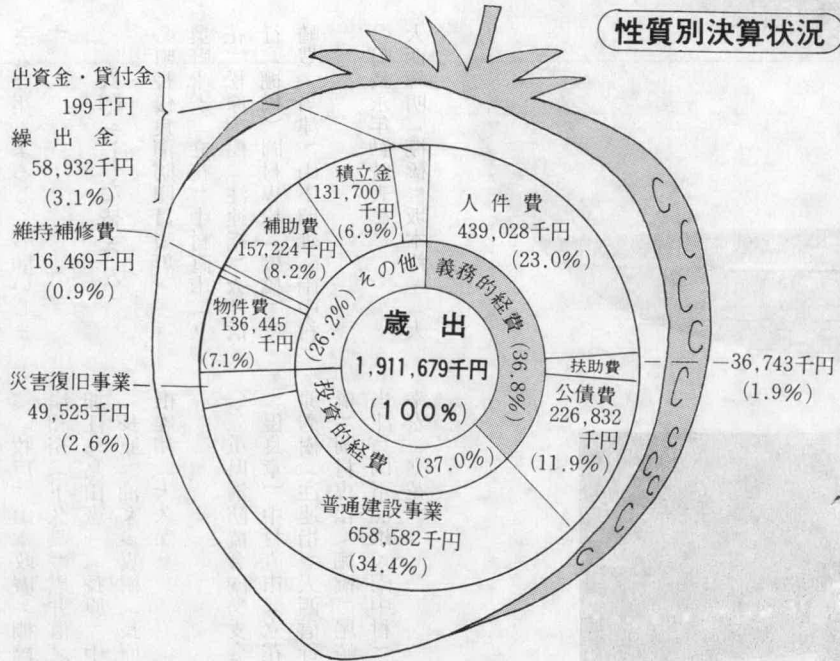 性質別決算状況
出資金・貸付金
199千円
繰出金
58,932千円
(3.1%)
維持補修費
16,469千円
(0.9%)
災害復旧事業
49,525千円
(2.6%)
積立金
131,700
千円
(6.9%)
補助費
157,224千円
(8.2%)
物件費
136,445
千円
(7.1%)
人件費
439,028千円
(23.0%)
扶助費
36,743千円
(1.9%)
公債費
226,832
千円
(11.9%)
普通建設事業
658,582千円
(34.4%)
その他
(26.2%)
義務的経費
(36.8%)
投資的経費
(37.0%)
歳出
1,911,679千円
(100%)